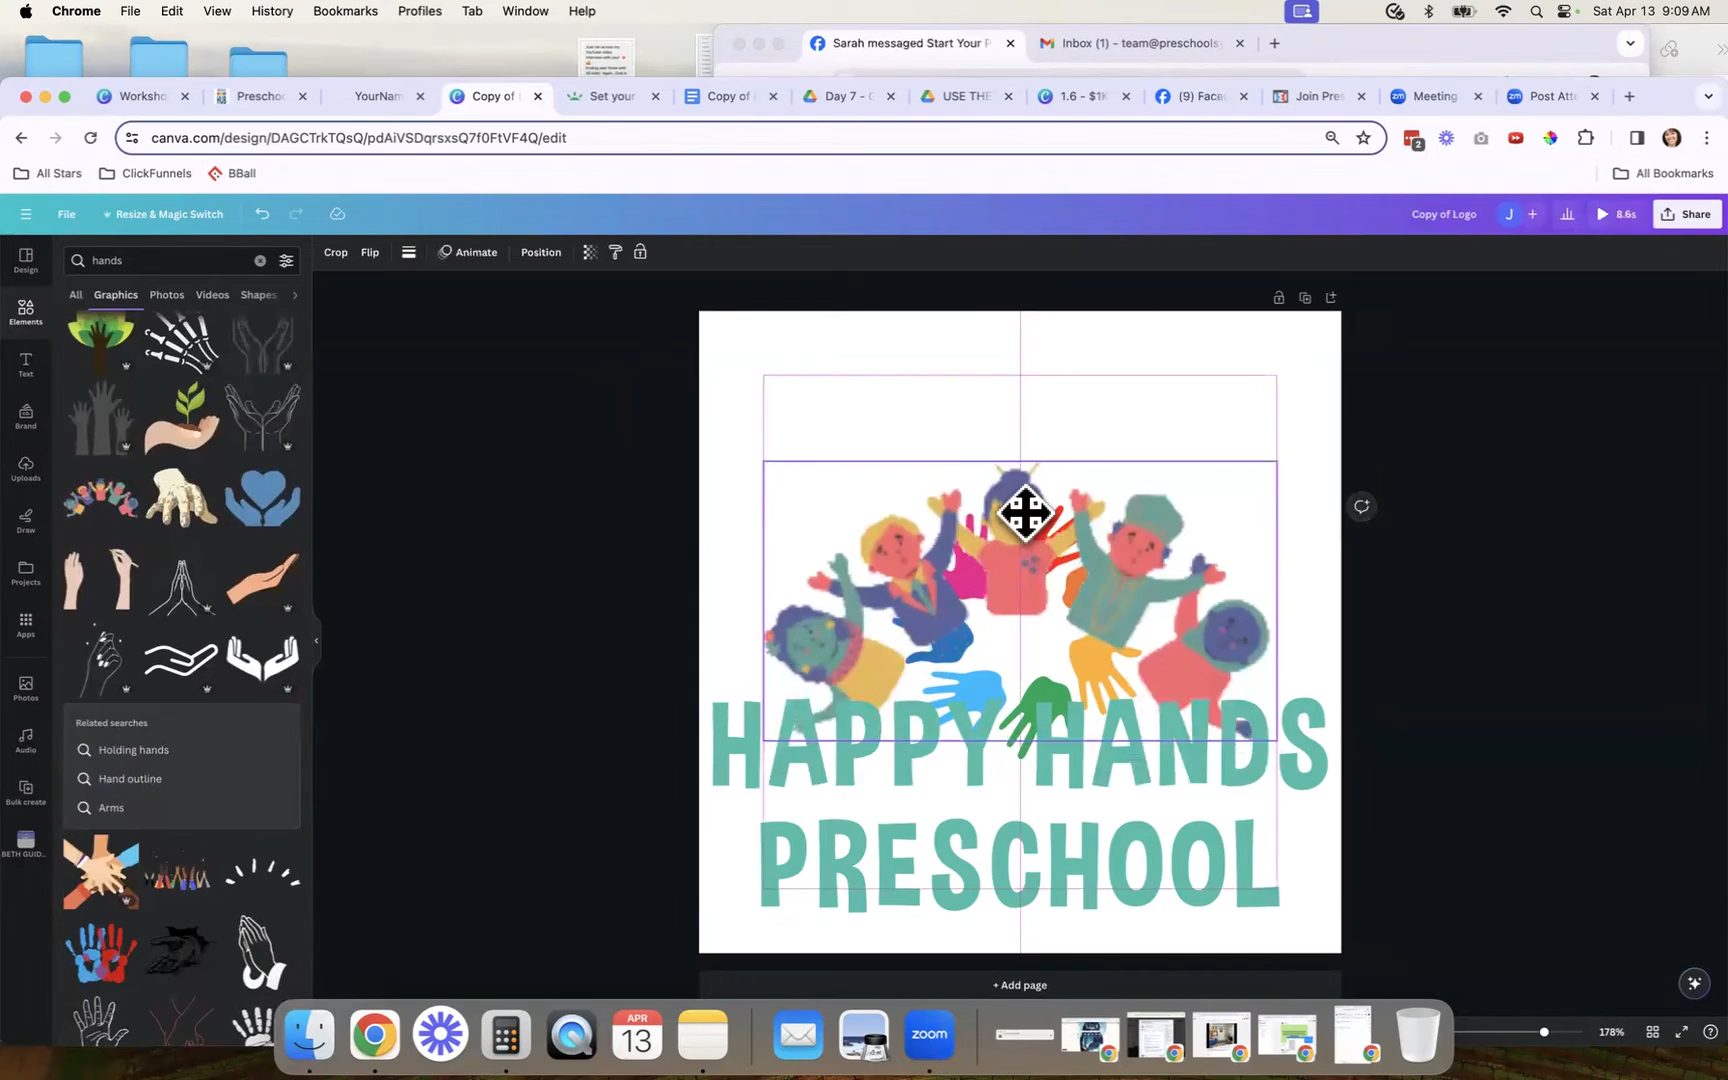 Chrome File Edit View History Bookmarks Profiles Tab Window Help
Sat Apr 13 9:09 AM
Sarah messaged Start Your P
Inbox (1) - team@preschools
Worksho
Preschoo
YourNam
Copy of
Set your
Copy of
Day 7 - C
USE THE
1.6 - $1K
(9) Face
Join Pres
Meeting
Post Atte
canva.com/design/DAGCTrkTQsQ/pdAiVSDqrsxsQ7f0FtVF4Q/edit
2
All Stars
ClickFunnels
BBall
All Bookmarks
File
Resize & Magic Switch
Copy of Logo
J
8.6s
Share
Design
hands
Crop
Flip
Animate
Position
All
Graphics
Photos
Videos
Shapes
Elements
Text
Brand
Uploads
Draw
Projects
Apps
Photos
Audio
Bulk create
BETH GUID...
Related searches
Holding hands
Hand outline
Arms
HAPPY HANDS
PRESCHOOL
+ Add page
APR
13
zoom
178%